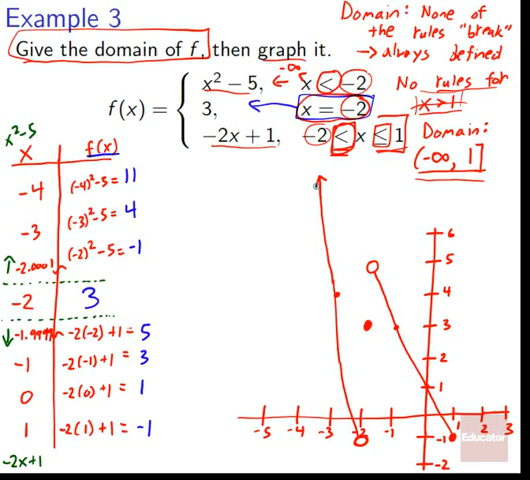 Example 3
Give the domain of f, then graph it.
f(x) = { x² − 5, x < −2
3, x = −2
−2x + 1, −2 < x ≤ 1
−∞
Domain: None of
the rules "break"
→ always defined
No rules for
x > 1
Domain:
(-∞, 1]
x²-5
x f(x)
-4 (-4)²-5 = 11
-3 (-3)²-5 = 4
↑ -2.0001 (-2)²-5 = -1
-2 3
↓ -1.9999 -2(-2)+1 = 5
-1 -2(-1)+1 = 3
0 -2(0)+1 = 1
1 -2(1)+1 = -1
-2x+1
6
5
4
3
2
1
-5 -4 -3 -2 -1 1 2 3
-1
-2
Educator